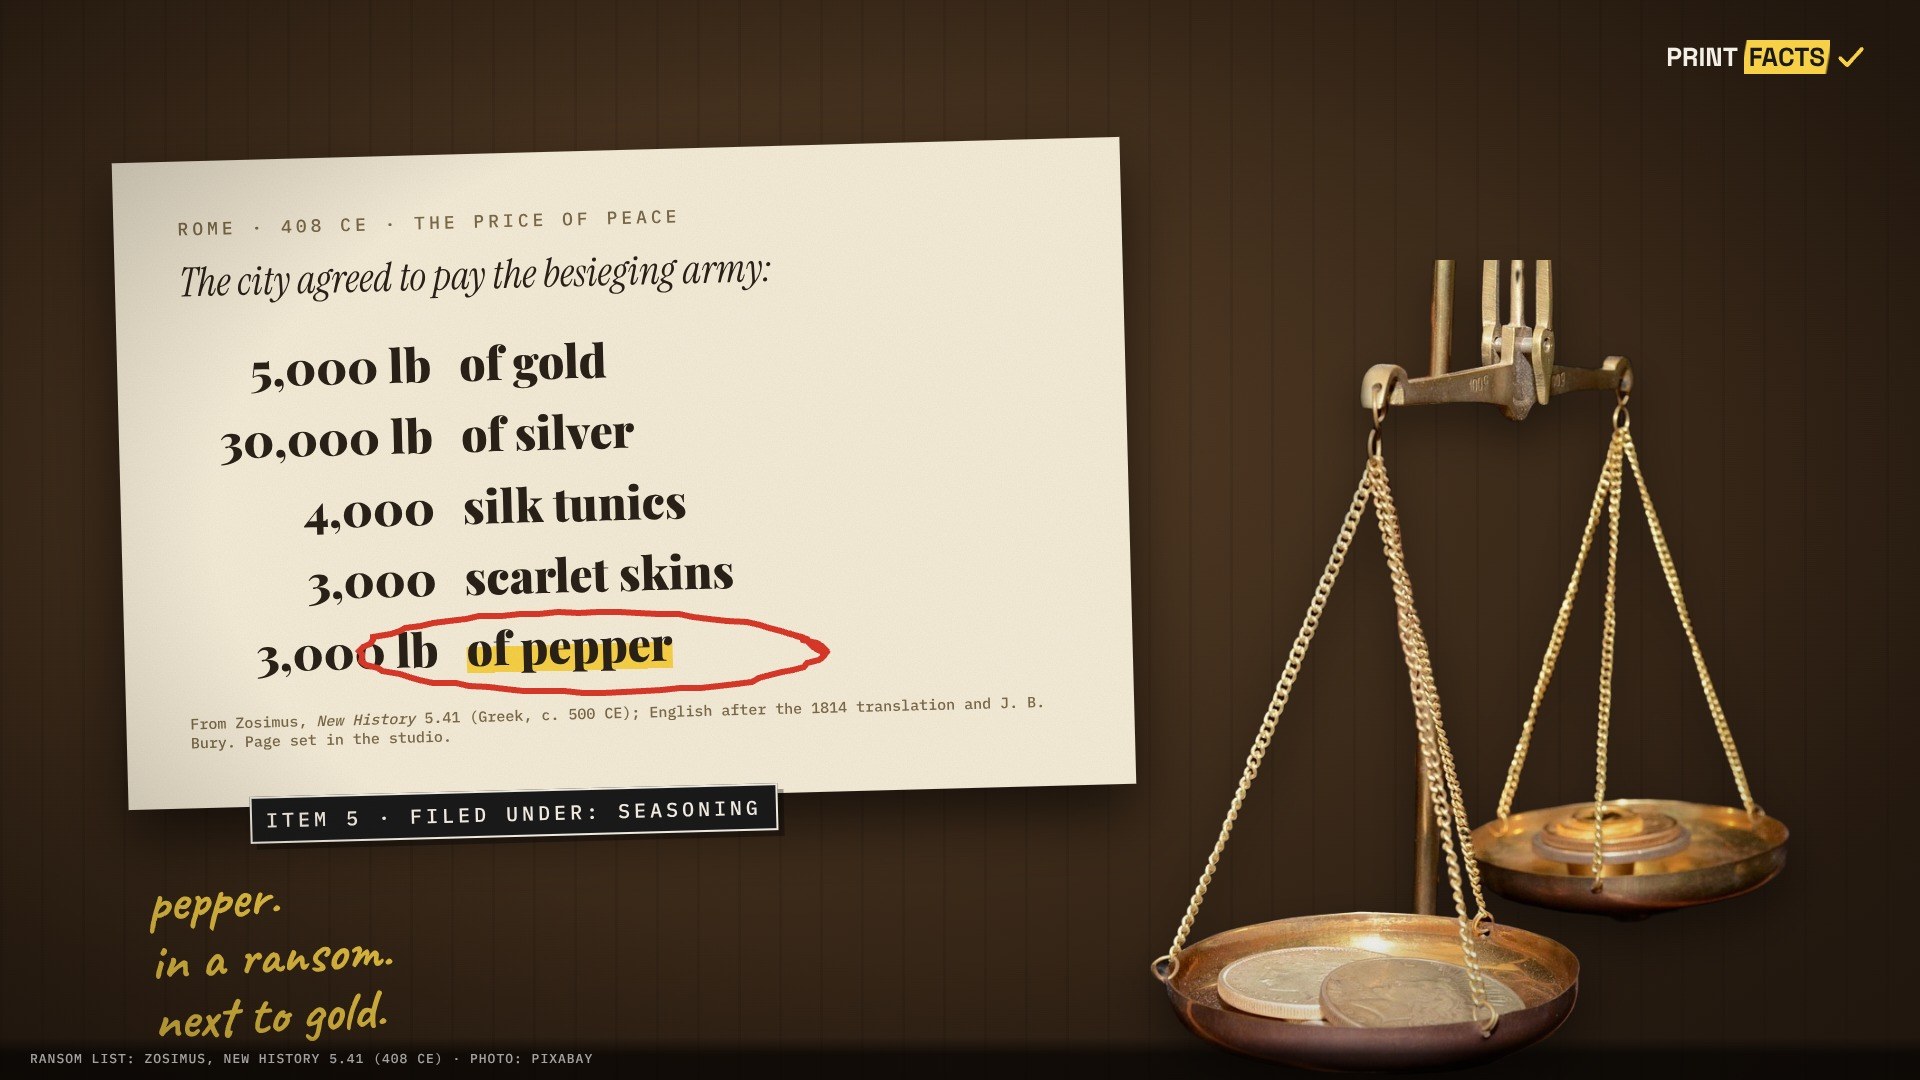 PRINT FACTS
ROME · 408 CE · THE PRICE OF PEACE
The city agreed to pay the besieging army:
5,000 lb of gold
30,000 lb of silver
4,000 silk tunics
3,000 scarlet skins
3,000 lb of pepper
From Zosimus, New History 5.41 (Greek, c. 500 CE); English after the 1814 translation and J. B.
Bury. Page set in the studio.
ITEM 5 · FILED UNDER: SEASONING
pepper.
in a ransom.
next to gold.
RANSOM LIST: ZOSIMUS, NEW HISTORY 5.41 (408 CE) · PHOTO: PIXABAY